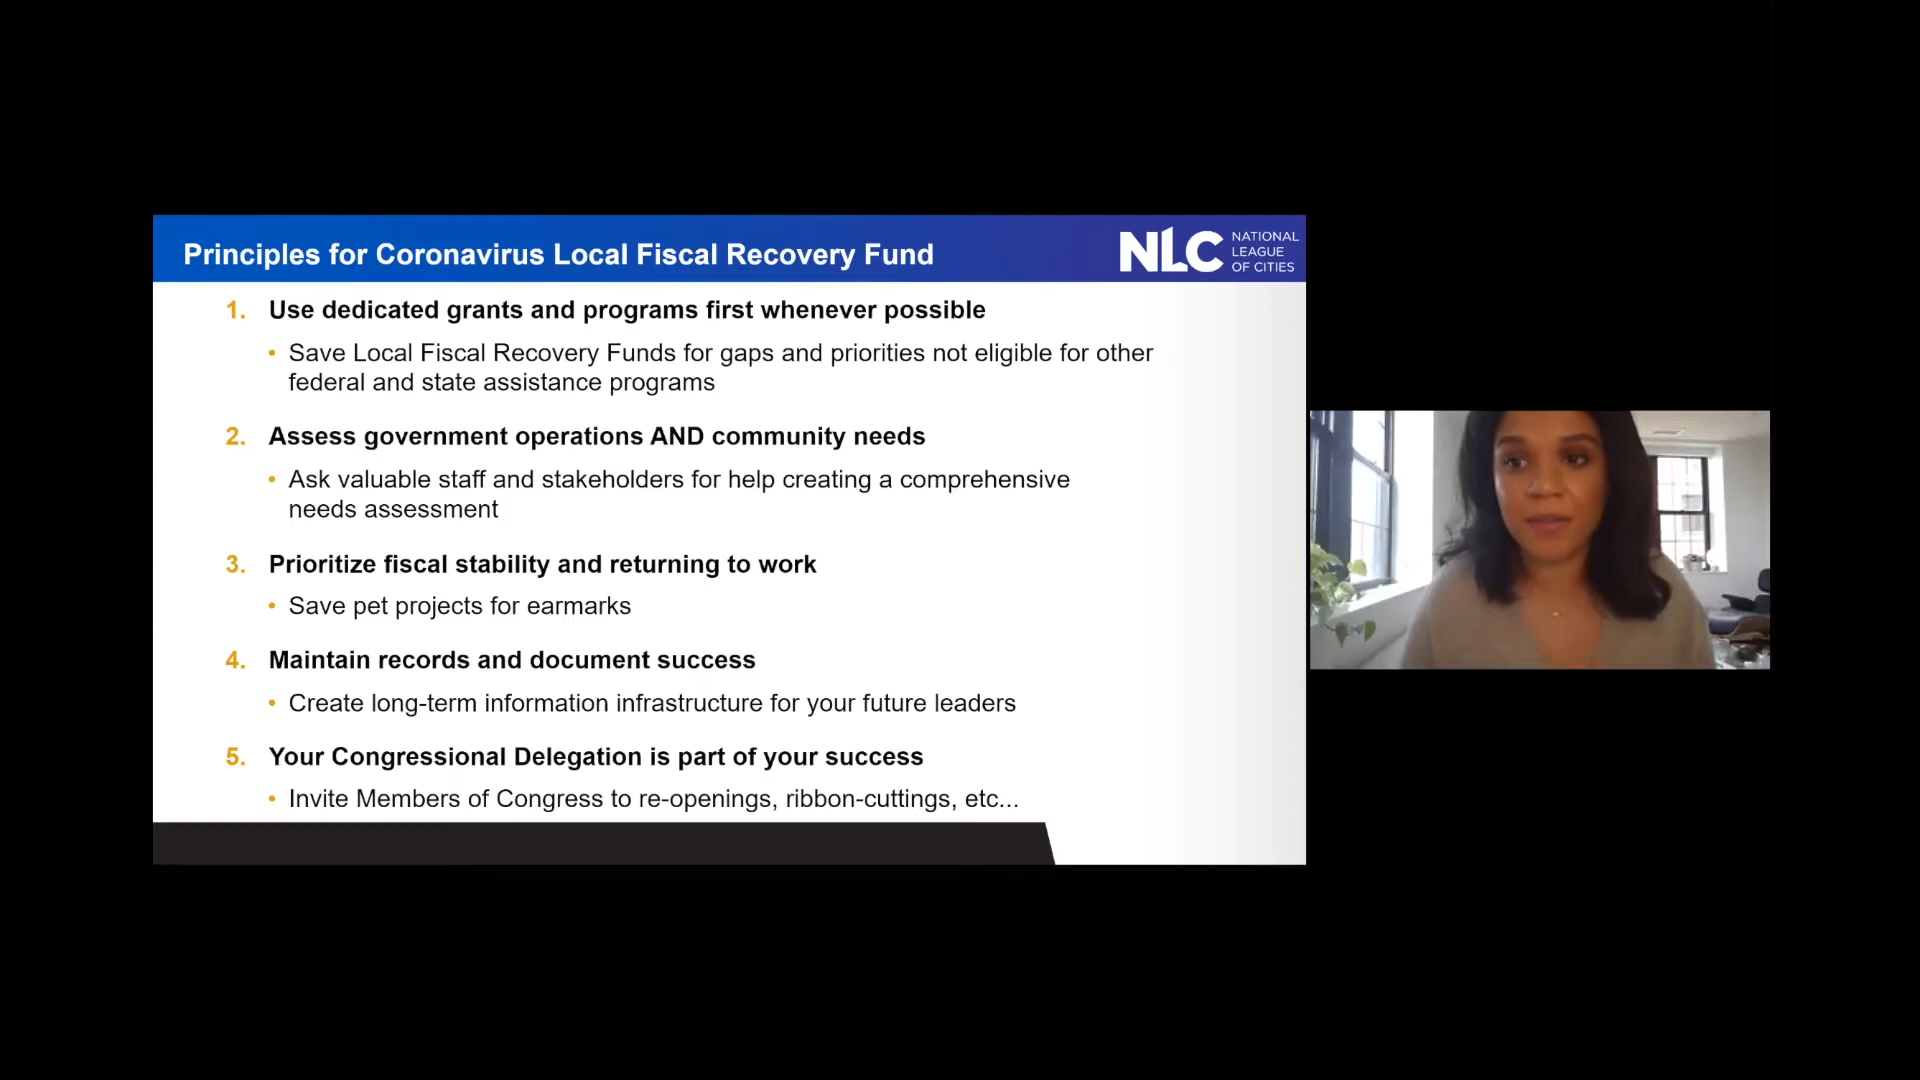 Principles for Coronavirus Local Fiscal Recovery Fund
NLC
NATIONAL
LEAGUE
OF CITIES
1. Use dedicated grants and programs first whenever possible
• Save Local Fiscal Recovery Funds for gaps and priorities not eligible for other
federal and state assistance programs
2. Assess government operations AND community needs
• Ask valuable staff and stakeholders for help creating a comprehensive
needs assessment
3. Prioritize fiscal stability and returning to work
• Save pet projects for earmarks
4. Maintain records and document success
• Create long-term information infrastructure for your future leaders
5. Your Congressional Delegation is part of your success
• Invite Members of Congress to re-openings, ribbon-cuttings, etc...